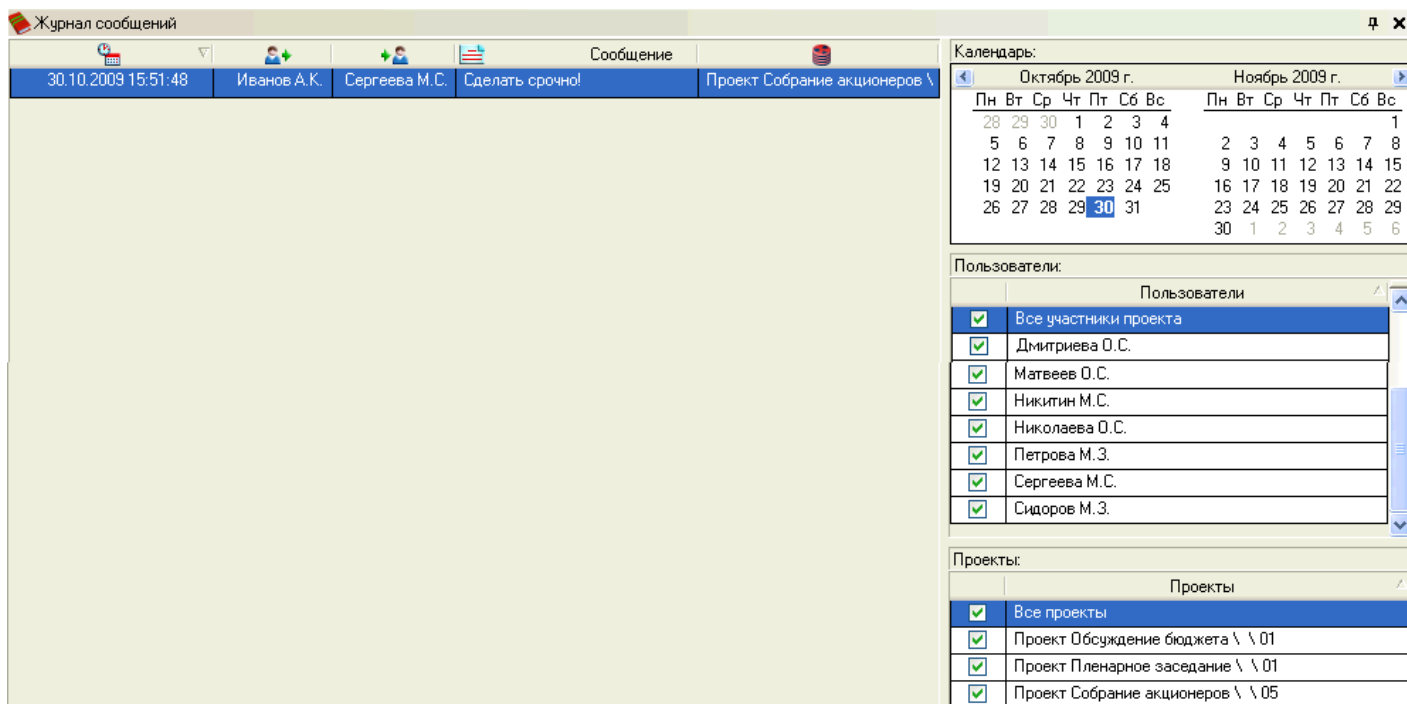 Журнал сообщений
Сообщение
30.10.2009 15:51:48 Иванов А.К. Сергеева М.С. Сделать срочно! Проект Собрание акционеров \
Календарь:
Октябрь 2009 г. Ноябрь 2009 г.
Пн Вт Ср Чт Пт Сб Вс Пн Вт Ср Чт Пт Сб Вс
28 29 30 1 2 3 4 1
5 6 7 8 9 10 11 2 3 4 5 6 7 8
12 13 14 15 16 17 18 9 10 11 12 13 14 15
19 20 21 22 23 24 25 16 17 18 19 20 21 22
26 27 28 29 30 31 23 24 25 26 27 28 29
30 1 2 3 4 5 6
Пользователи:
Пользователи
Все участники проекта
Дмитриева О.С.
Матвеев О.С.
Никитин М.С.
Николаева О.С.
Петрова М.З.
Сергеева М.С.
Сидоров М.З.
Проекты:
Проекты
Все проекты
Проект Обсуждение бюджета \ \ 01
Проект Пленарное заседание \ \ 01
Проект Собрание акционеров \ \ 05